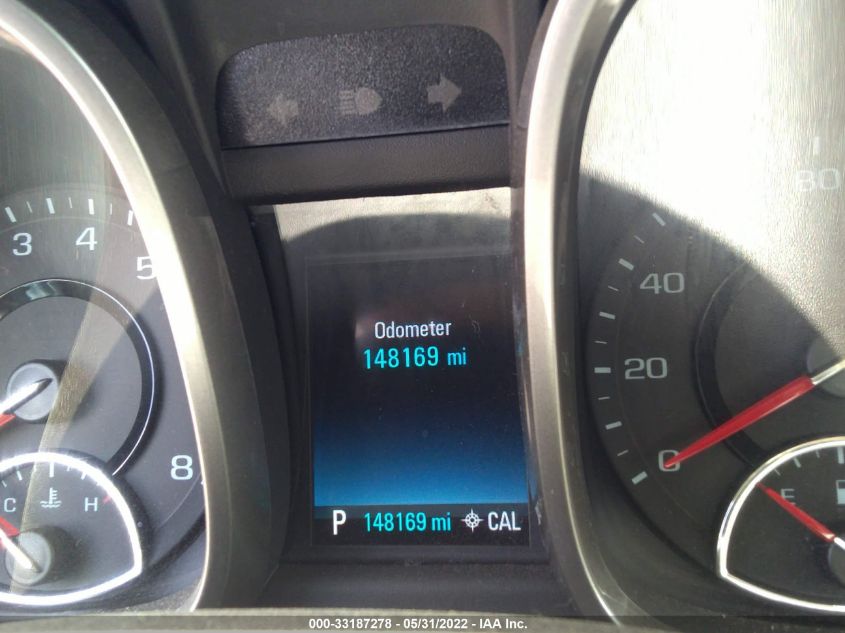 3 4 5
8
C H
Odometer
148169 mi
P 148169 mi CAL
80
40
20
0
E
000-33187278 - 05/31/2022 - IAA Inc.